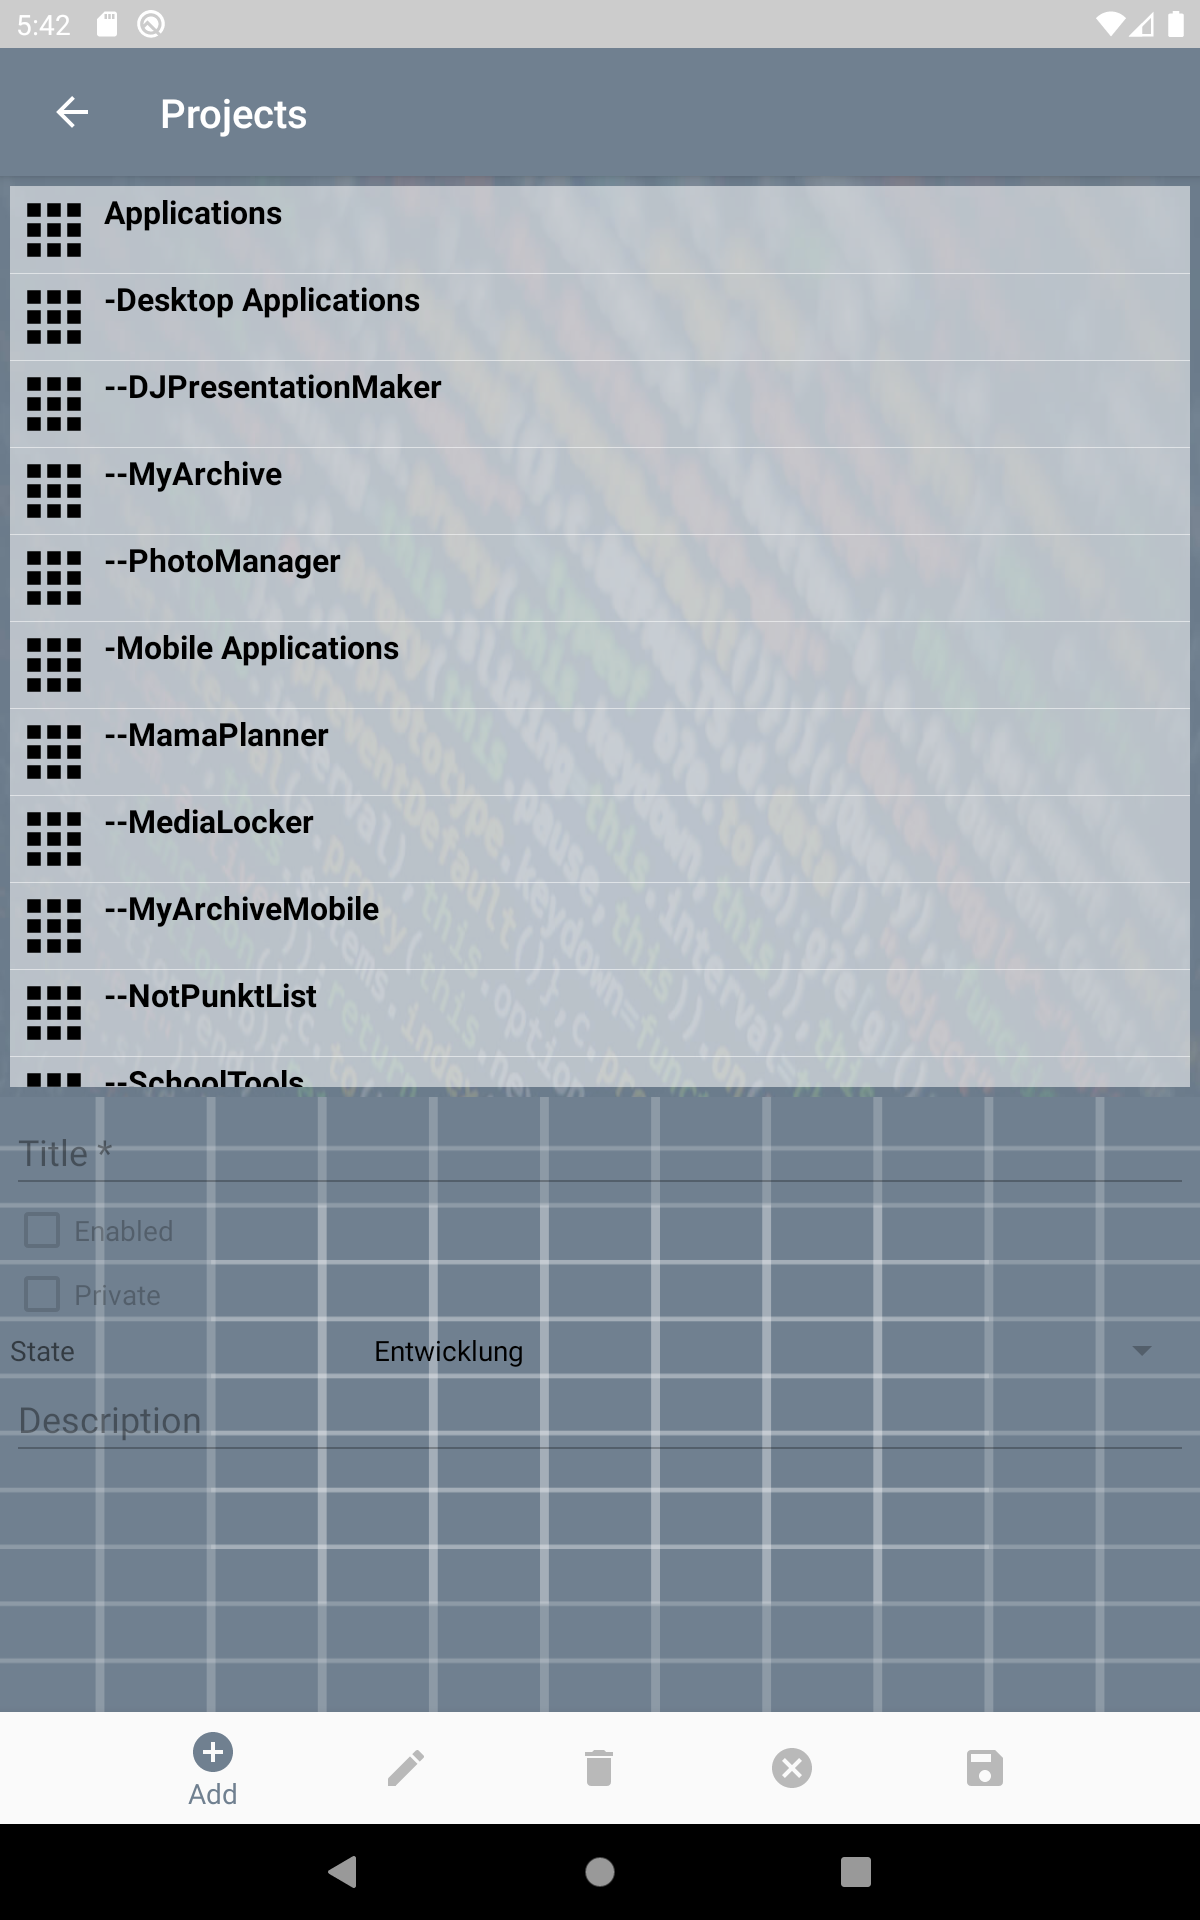 5:42
Projects
Applications
-Desktop Applications
--DJPresentationMaker
--MyArchive
--PhotoManager
-Mobile Applications
--MamaPlanner
--MediaLocker
--MyArchiveMobile
--NotPunktList
--SchoolTools
Title *
Enabled
Private
State Entwicklung
Description
Add